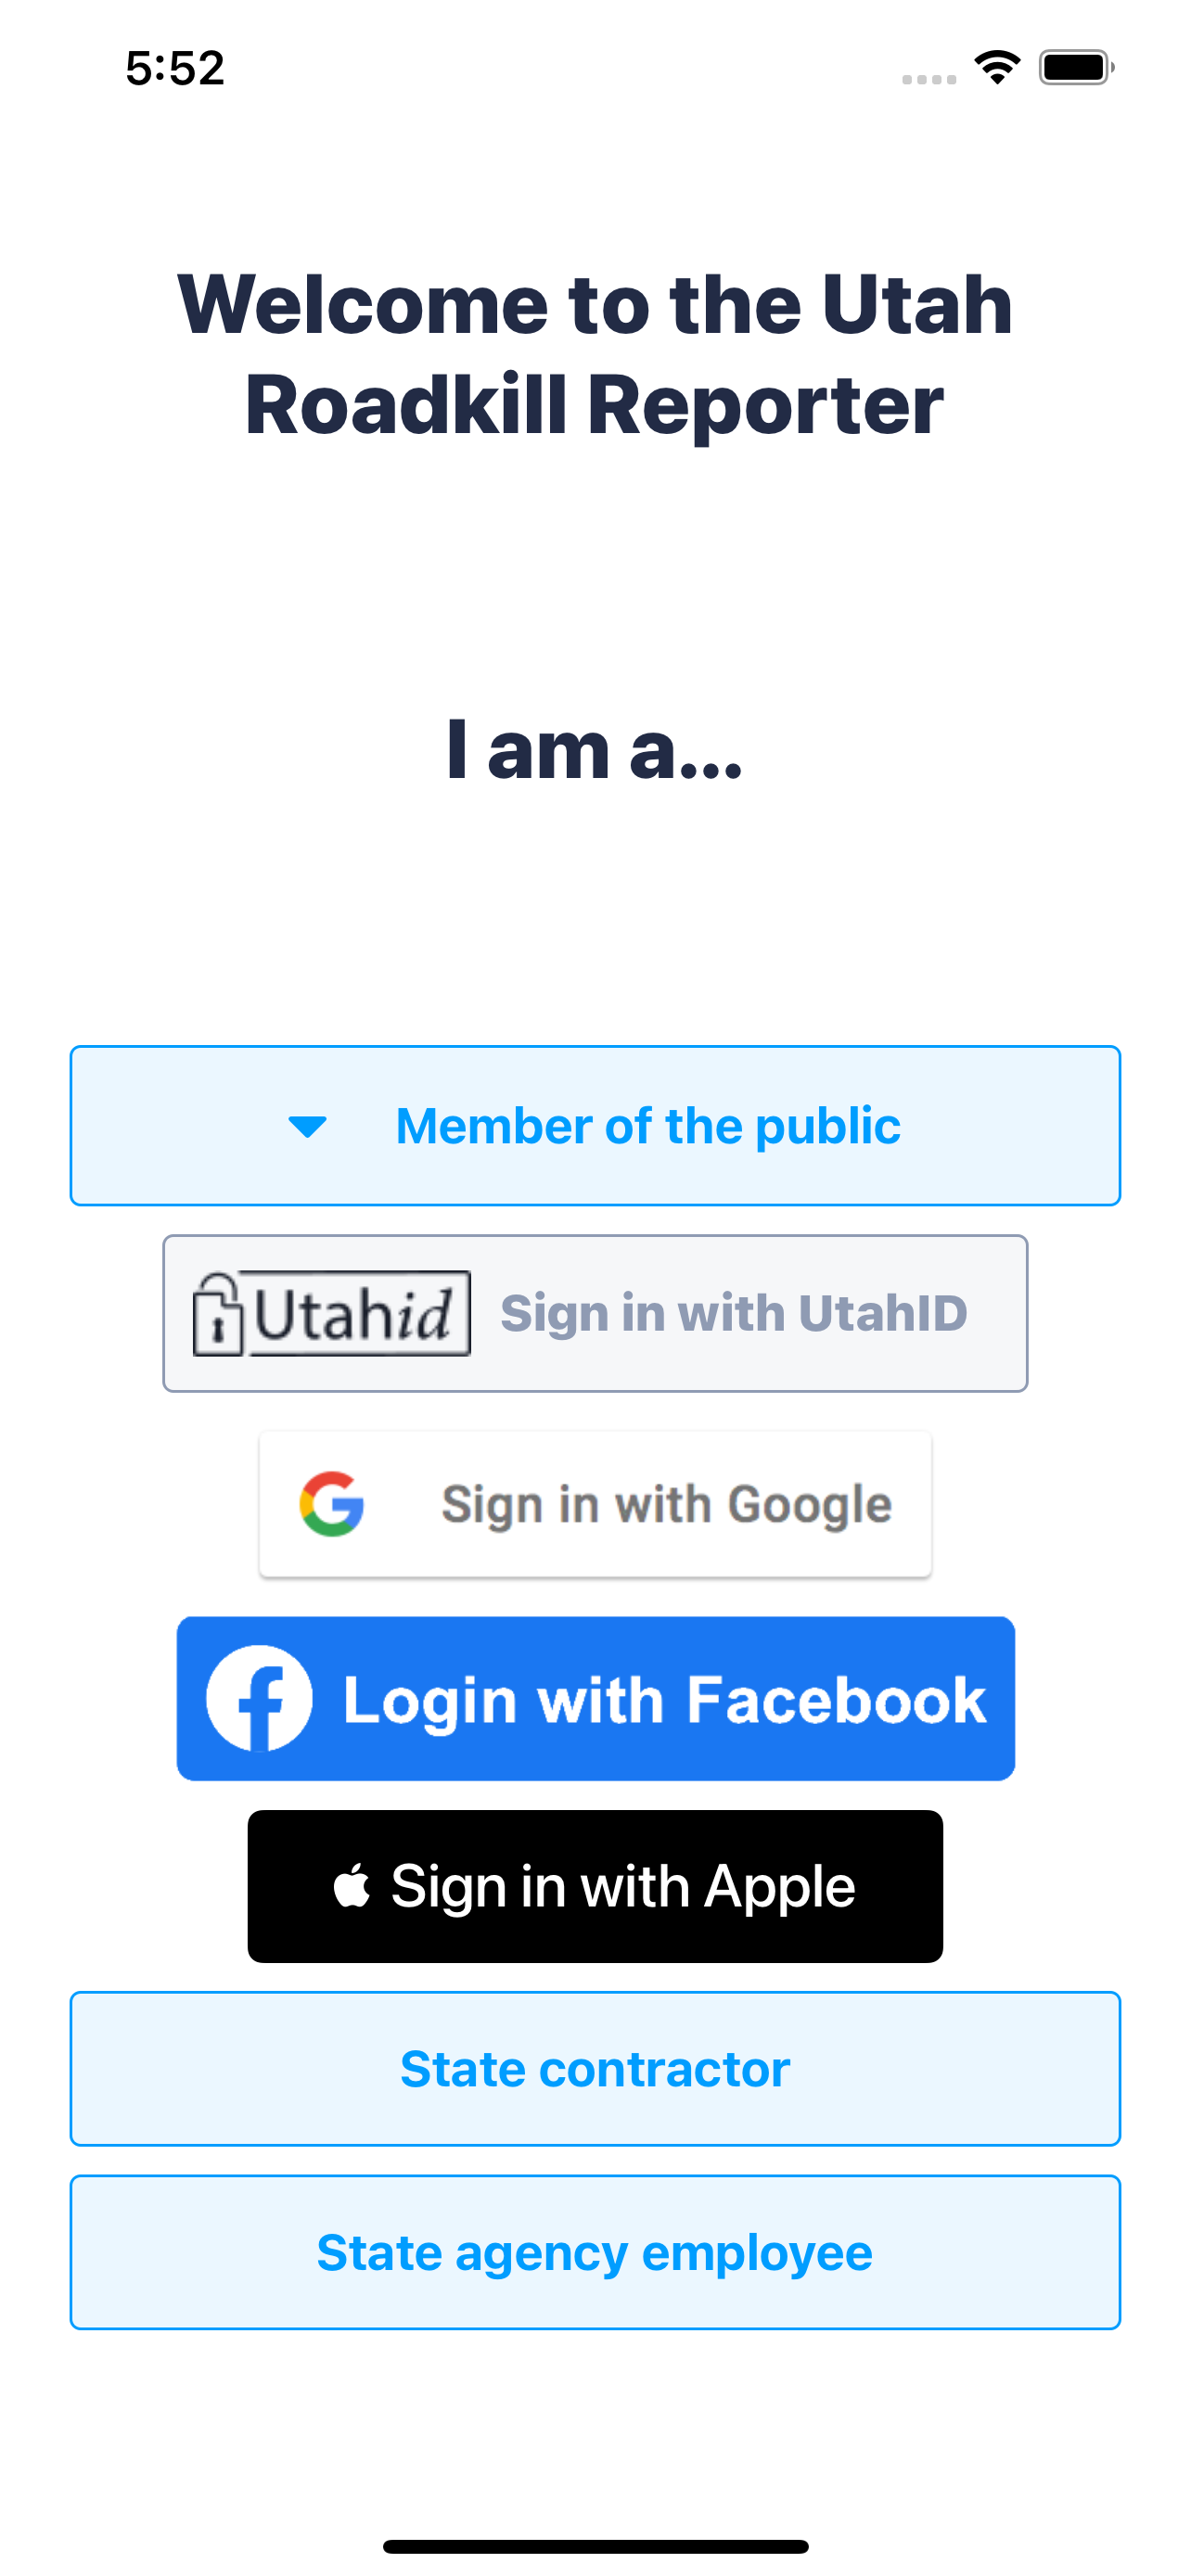 5:52
Welcome to the Utah
Roadkill Reporter
I am a...
Member of the public
Utahid Sign in with UtahID
Sign in with Google
Login with Facebook
Sign in with Apple
State contractor
State agency employee